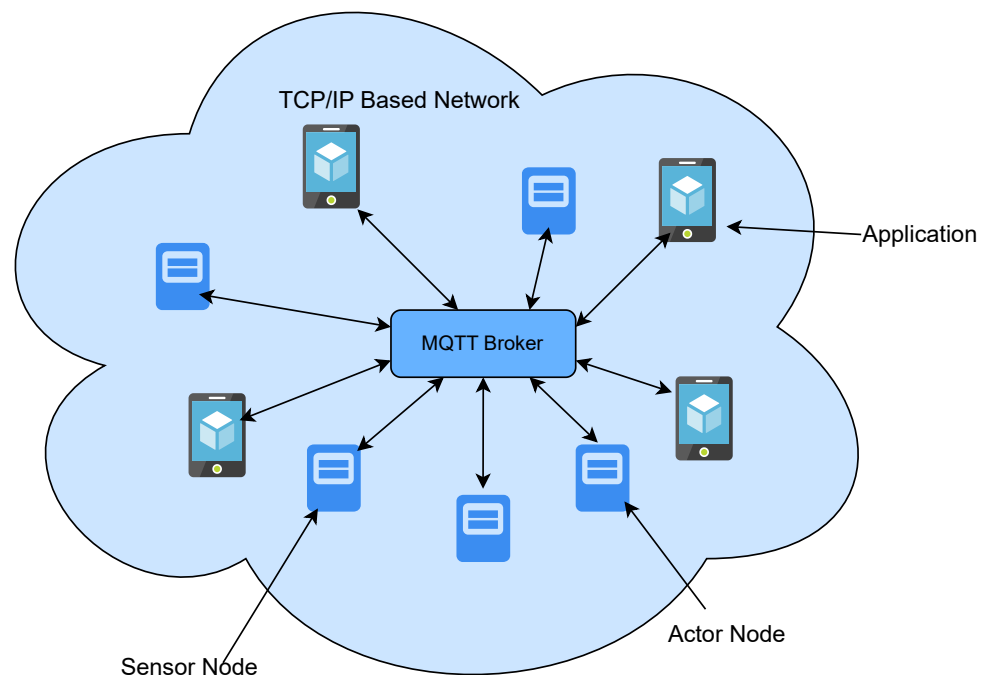 TCP/IP Based Network
Application
MQTT Broker
Actor Node
Sensor Node